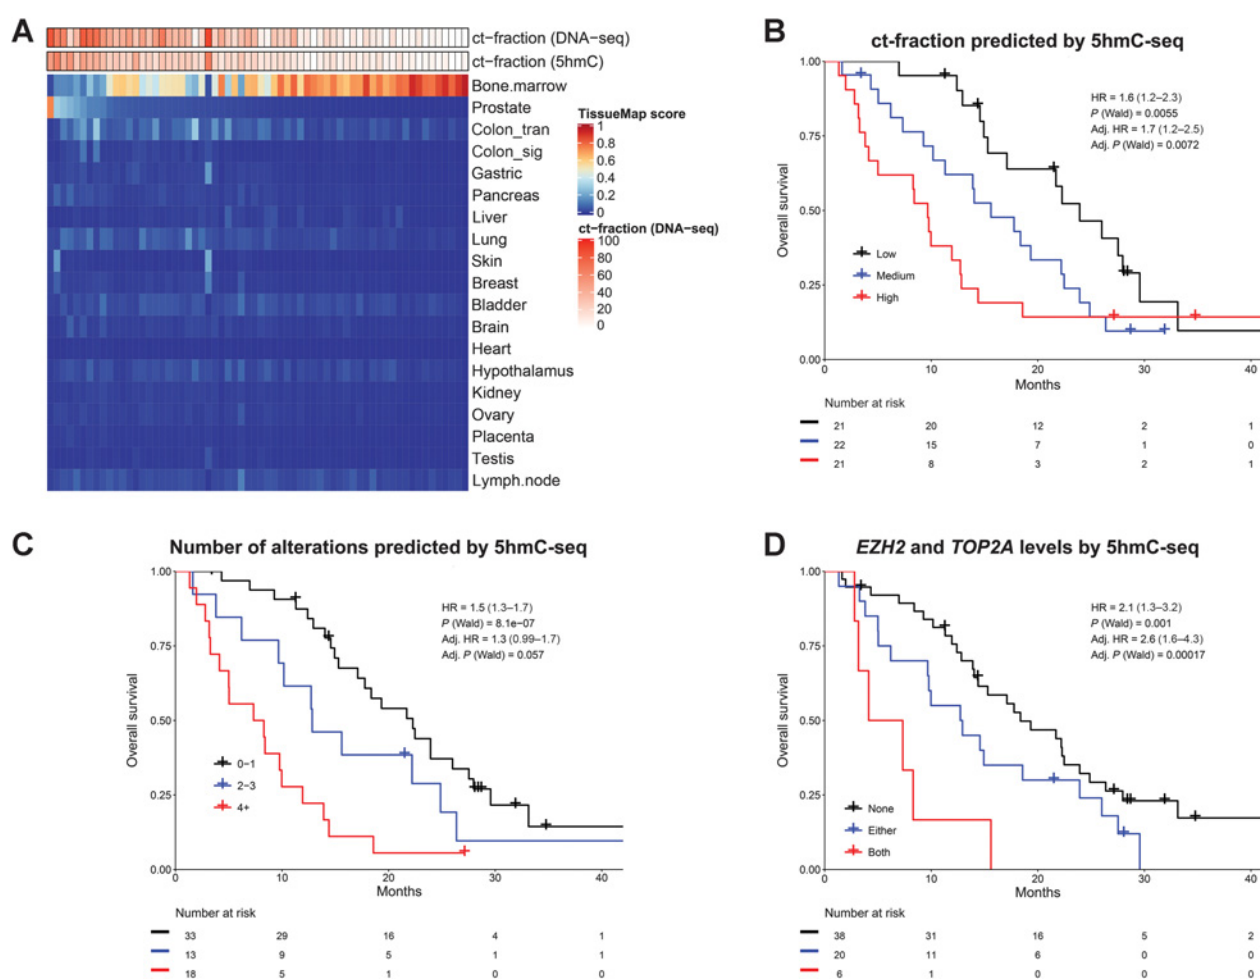 A
ct-fraction (DNA-seq)
ct-fraction (5hmC)
Bone.marrow
Prostate
Colon_tran
Colon_sig
Gastric
Pancreas
Liver
Lung
Skin
Breast
Bladder
Brain
Heart
Hypothalamus
Kidney
Ovary
Placenta
Testis
Lymph.node
TissueMap score
1
0.8
0.6
0.4
0.2
0
ct-fraction (DNA-seq)
100
80
60
40
20
0
B
ct-fraction predicted by 5hmC-seq
HR = 1.6 (1.2–2.3)
P (Wald) = 0.0055
Adj. HR = 1.7 (1.2–2.5)
Adj. P (Wald) = 0.0072
Overall survival
1.00
0.75
0.50
0.25
0.00
Low
Medium
High
0 10 20 30 40
Months
Number at risk
21 20 12 2 1
22 15 7 1 0
21 8 3 2 1
C
Number of alterations predicted by 5hmC-seq
HR = 1.5 (1.3–1.7)
P (Wald) = 8.1e−07
Adj. HR = 1.3 (0.99–1.7)
Adj. P (Wald) = 0.057
Overall survival
1.00
0.75
0.50
0.25
0.00
0−1
2−3
4+
0 10 20 30 40
Months
Number at risk
33 29 16 4 1
13 9 5 1 1
18 5 1 0 0
D
EZH2 and TOP2A levels by 5hmC-seq
HR = 2.1 (1.3–3.2)
P (Wald) = 0.001
Adj. HR = 2.6 (1.6–4.3)
Adj. P (Wald) = 0.00017
Overall survival
1.00
0.75
0.50
0.25
0.00
None
Either
Both
0 10 20 30 40
Months
Number at risk
38 31 16 5 2
20 11 6 0 0
6 1 0 0 0